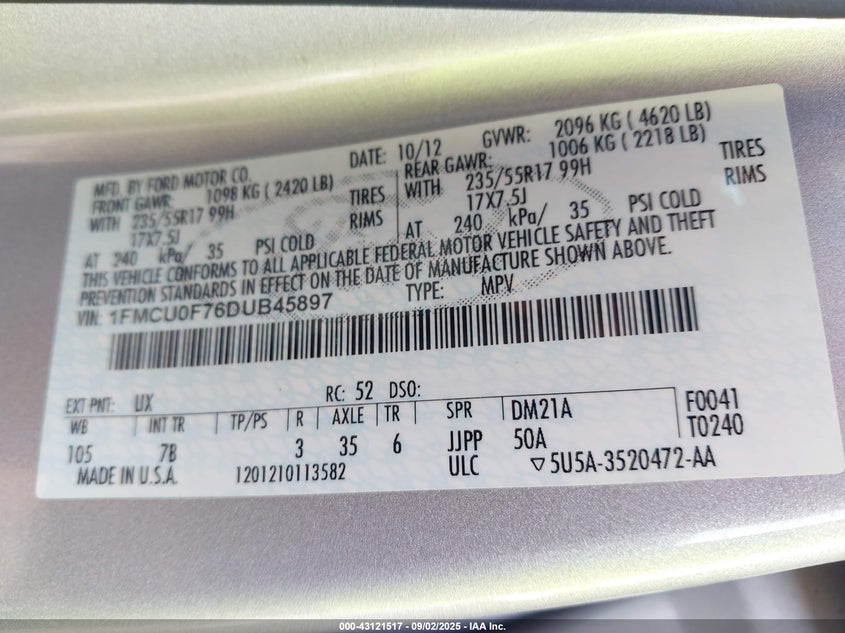 MFD. BY FORD MOTOR CO.
DATE: 10/12
GVWR: 2096 KG ( 4620 LB)
FRONT GAWR: 1098 KG ( 2420 LB)
REAR GAWR: 1006 KG ( 2218 LB)
WITH 235/55R17 99H TIRES
WITH 235/55R17 99H TIRES
17X7.5J RIMS
17X7.5J RIMS
AT 240 kPa/ 35 PSI COLD
AT 240 kPa/ 35 PSI COLD
THIS VEHICLE CONFORMS TO ALL APPLICABLE FEDERAL MOTOR VEHICLE SAFETY AND THEFT
PREVENTION STANDARDS IN EFFECT ON THE DATE OF MANUFACTURE SHOWN ABOVE.
VIN: 1FMCU0F76DUB45897
TYPE: MPV
EXT PNT: UX RC: 52 DSO:
WB INT TR TP/PS R AXLE TR SPR DM21A F0041
105 7B 3 35 6 JJPP 50A T0240
MADE IN U.S.A. 1201210113582 ULC ▽5U5A-3520472-AA
000-43121517 - 09/02/2025 - IAA Inc.